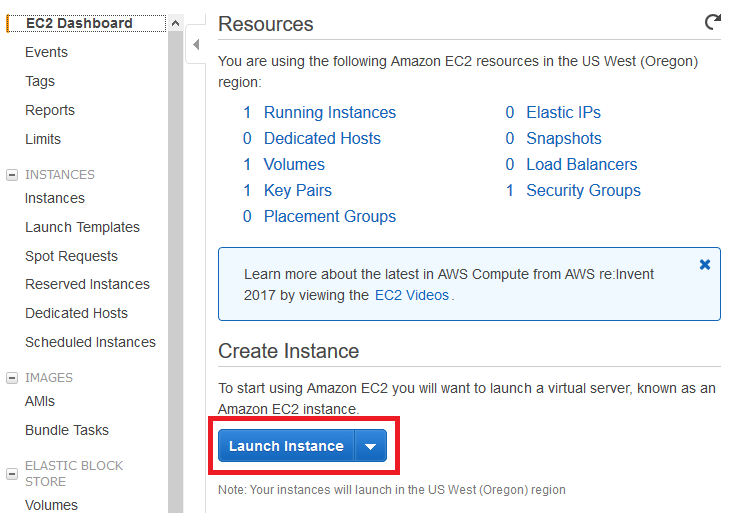 EC2 Dashboard
Events
Tags
Reports
Limits
INSTANCES
Instances
Launch Templates
Spot Requests
Reserved Instances
Dedicated Hosts
Scheduled Instances
IMAGES
AMIs
Bundle Tasks
ELASTIC BLOCK
STORE
Volumes
Resources
You are using the following Amazon EC2 resources in the US West (Oregon)
region:
1 Running Instances
0 Dedicated Hosts
1 Volumes
1 Key Pairs
0 Placement Groups
0 Elastic IPs
0 Snapshots
0 Load Balancers
1 Security Groups
Learn more about the latest in AWS Compute from AWS re:Invent
2017 by viewing the EC2 Videos.
Create Instance
To start using Amazon EC2 you will want to launch a virtual server, known as an
Amazon EC2 instance.
Launch Instance
Note: Your instances will launch in the US West (Oregon) region